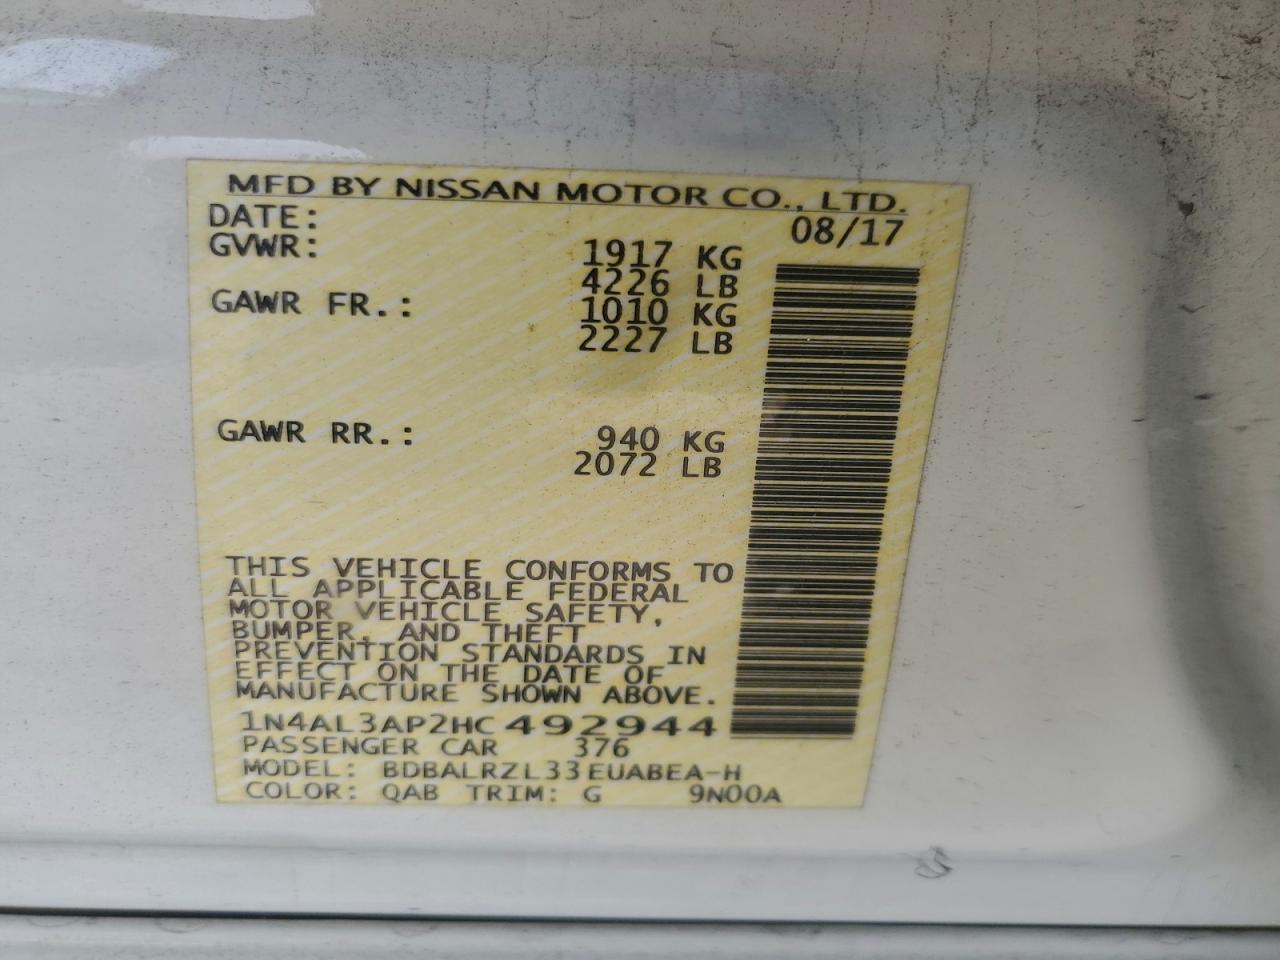 MFD BY NISSAN MOTOR CO., LTD.
DATE: 08/17
GVWR: 1917 KG
4226 LB
GAWR FR.: 1010 KG
2227 LB
GAWR RR.: 940 KG
2072 LB
THIS VEHICLE CONFORMS TO
ALL APPLICABLE FEDERAL
MOTOR VEHICLE SAFETY,
BUMPER, AND THEFT
PREVENTION STANDARDS IN
EFFECT ON THE DATE OF
MANUFACTURE SHOWN ABOVE.
1N4AL3AP2HC492944
PASSENGER CAR 376
MODEL: BDBALRZL33EUABEA-H
COLOR: QAB TRIM: G 9N00A